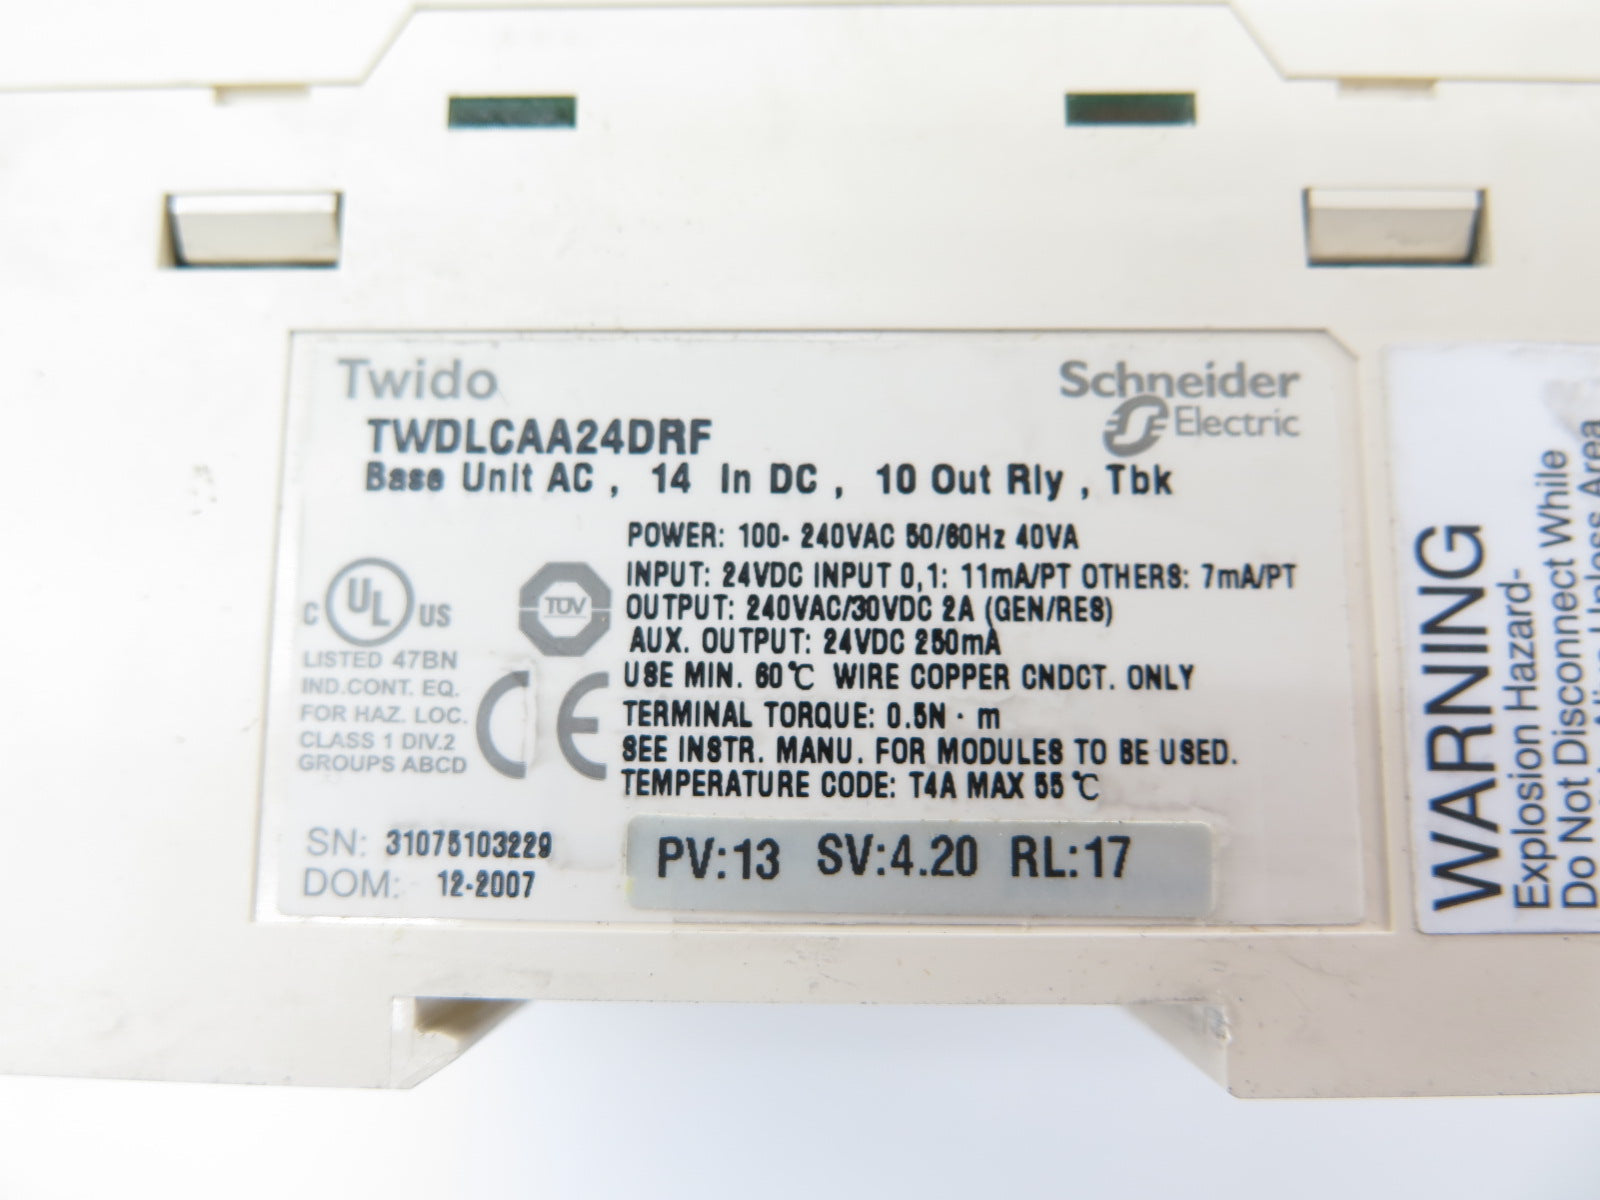 Twido
Schneider
Electric
TWDLCAA24DRF
Base Unit AC , 14 In DC , 10 Out Rly , Tbk
POWER: 100- 240VAC 50/60Hz 40VA
INPUT: 24VDC INPUT 0,1: 11mA/PT OTHERS: 7mA/PT
OUTPUT: 240VAC/30VDC 2A (GEN/RES)
AUX. OUTPUT: 24VDC 250mA
USE MIN. 60℃ WIRE COPPER CNDCT. ONLY
TERMINAL TORQUE: 0.5N · m
SEE INSTR. MANU. FOR MODULES TO BE USED.
TEMPERATURE CODE: T4A MAX 55℃
C UL US
TÜV
LISTED 47BN
IND.CONT. EQ.
FOR HAZ. LOC.
CLASS 1 DIV.2
GROUPS ABCD
CE
SN: 31075103229
DOM: 12-2007
PV:13 SV:4.20 RL:17
WARNING
Explosion Hazard-
Do Not Disconnect While
Unless Area